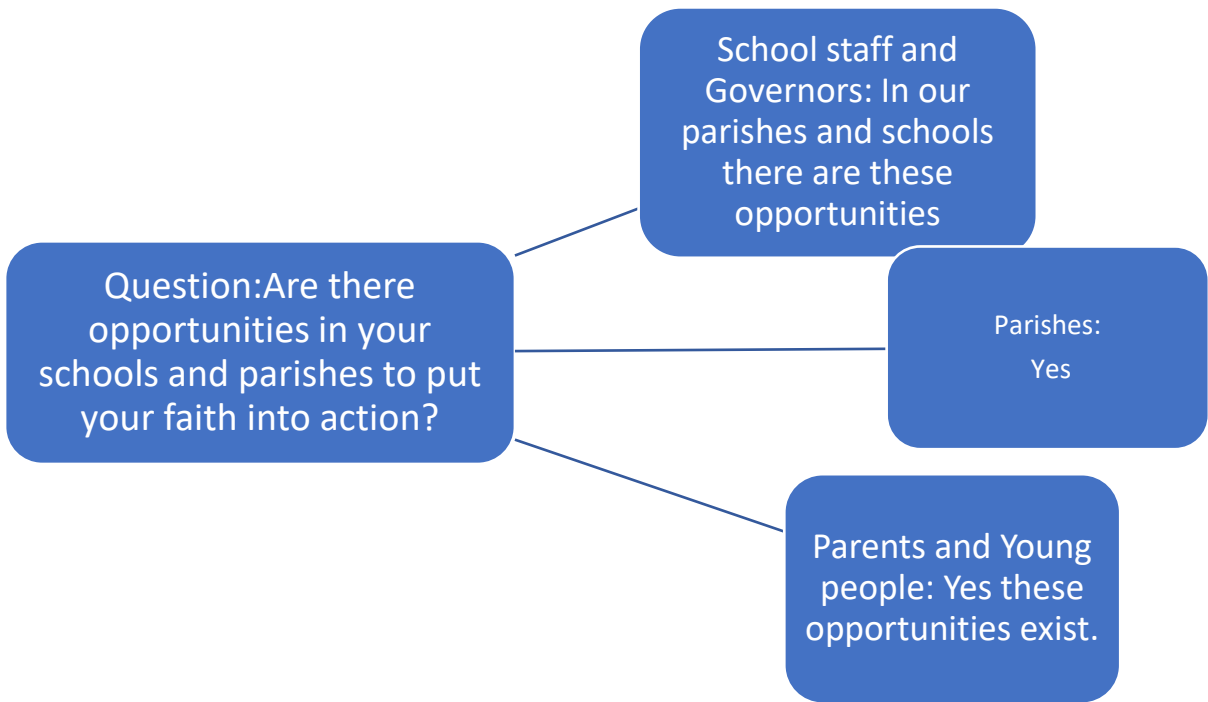 School staff and
Governors: In our
parishes and schools
there are these
opportunities
Question:Are there
opportunities in your
schools and parishes to put
your faith into action?
Parishes:
Yes
Parents and Young
people: Yes these
opportunities exist.